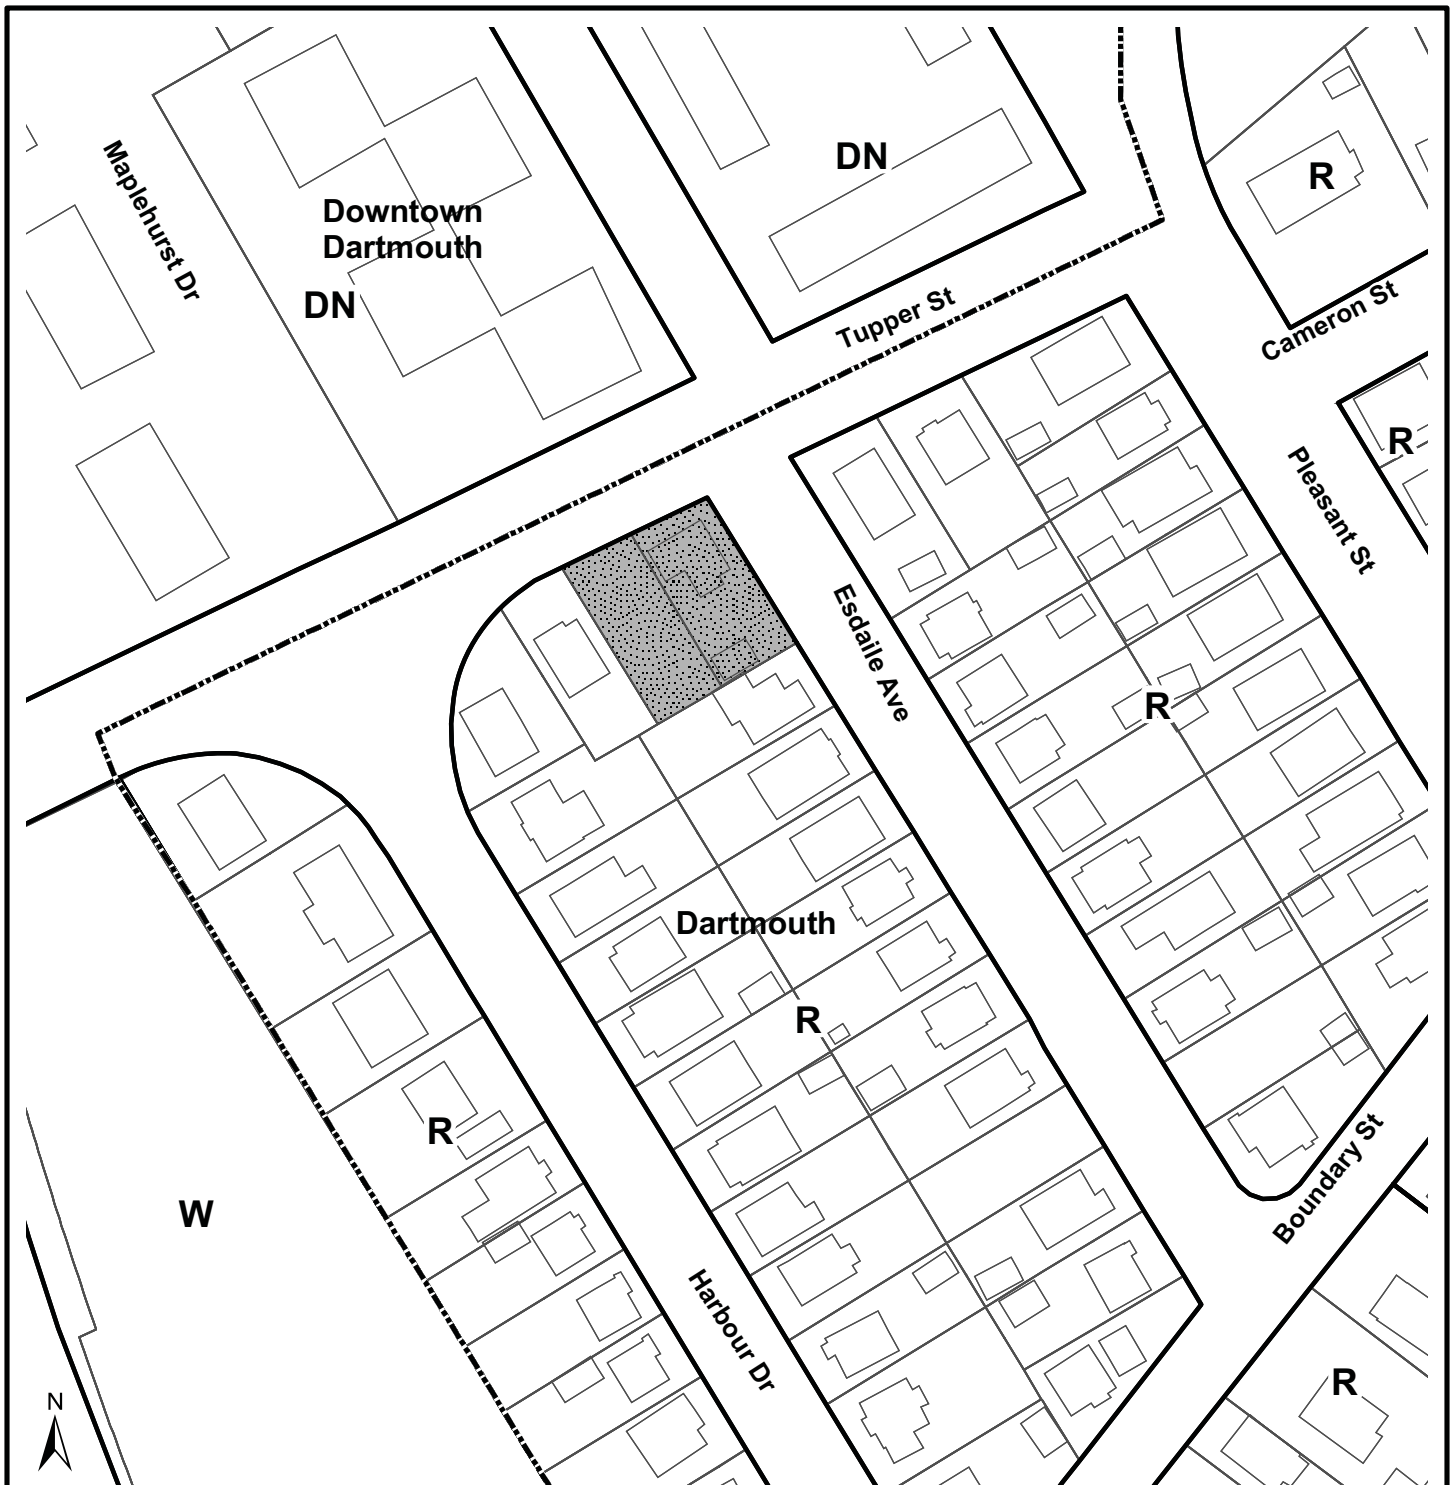 DN
Maplehurst Dr
R
Downtown
Dartmouth
DN
Tupper St
Cameron St
R
Pleasant St
Esdaile Ave
R
Dartmouth
R
R
Boundary St
W
Harbour Dr
R
N